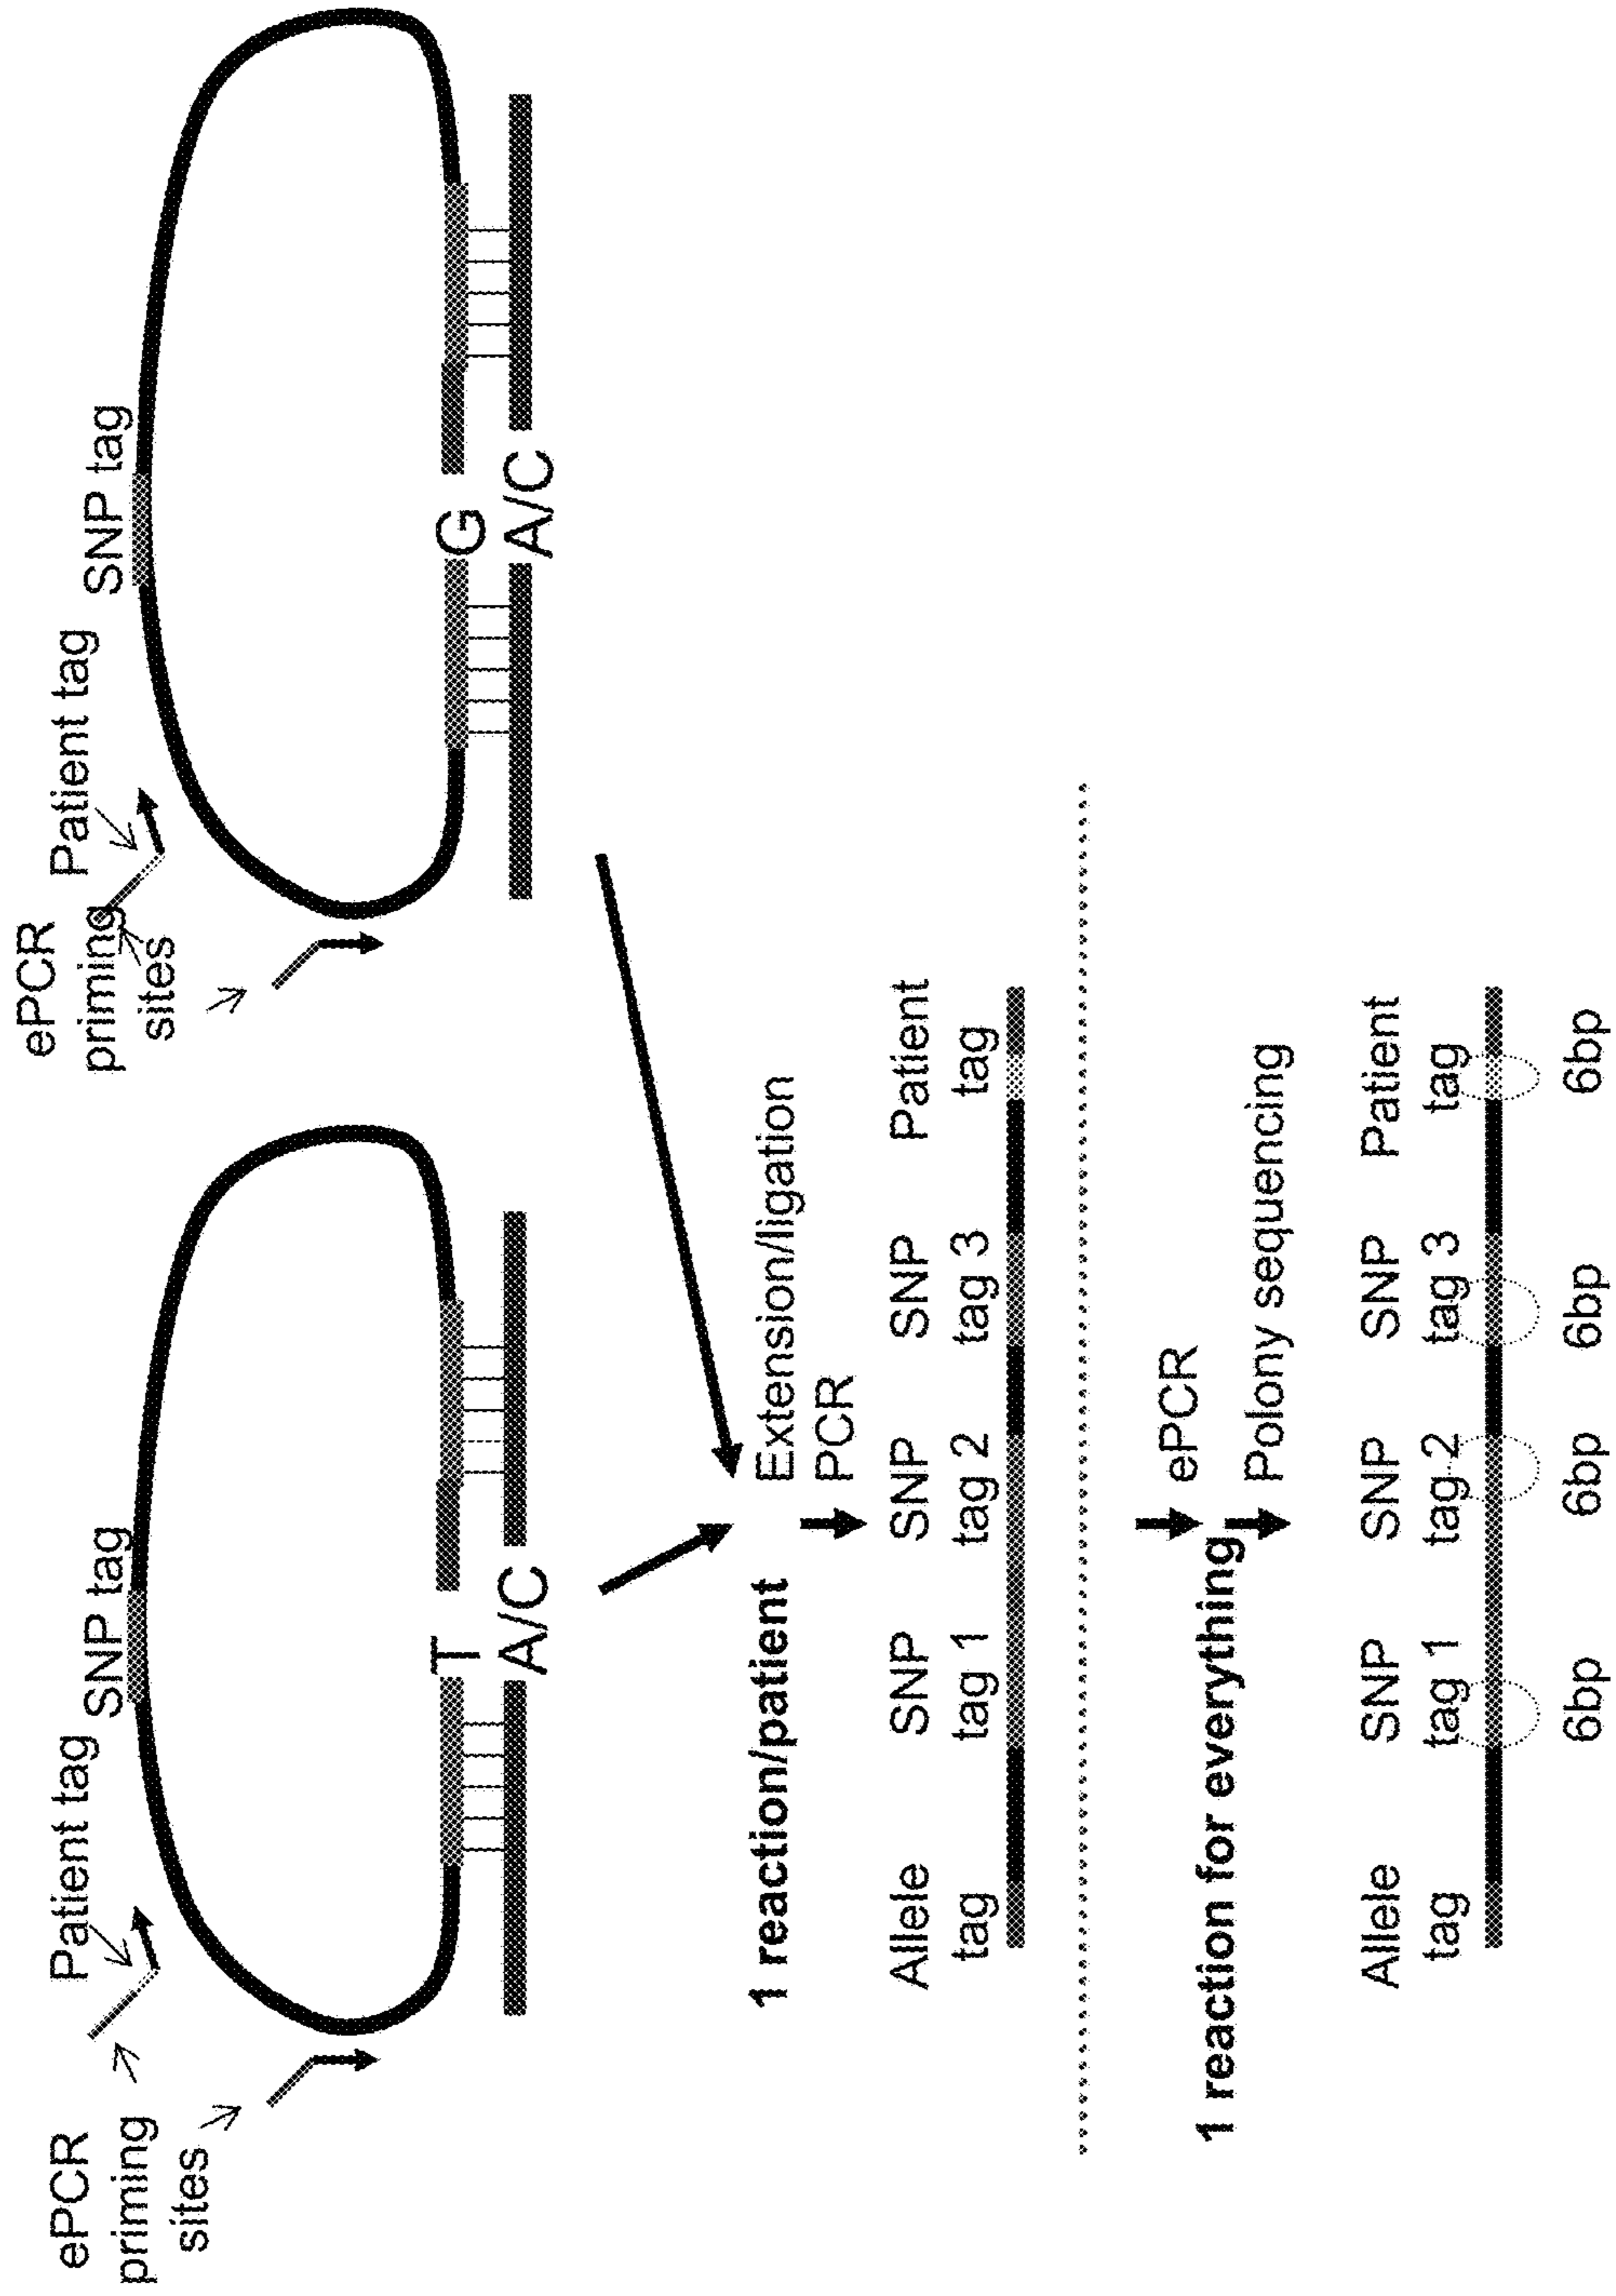 ePCR
priming
sites
Patient tag
SNP tag
T
A/C
ePCR
priming
sites
Patient tag
SNP tag
G
A/C
1 reaction/patient
Extension/ligation
PCR
Allele
tag
SNP
tag 1
SNP
tag 2
SNP
tag 3
Patient
tag
1 reaction for everything
ePCR
Polony sequencing
Allele
tag
SNP
tag 1
SNP
tag 2
SNP
tag 3
Patient
tag
6bp
6bp
6bp
6bp